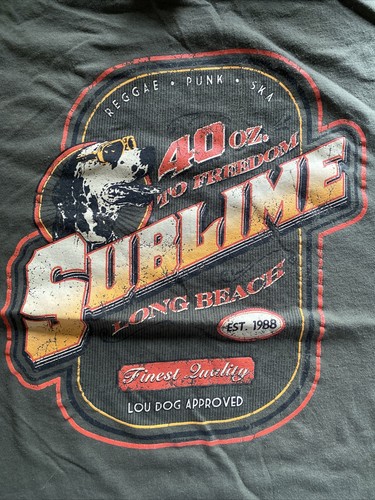 REGGAE • PUNK • SKA
40 OZ.
TO FREEDOM
SUBLIME
LONG BEACH
EST. 1988
Finest Quality
LOU DOG APPROVED